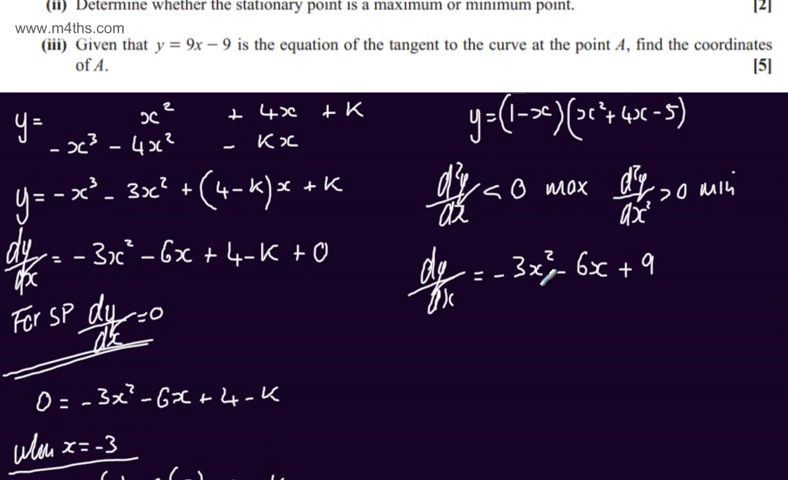 (ii) Determine whether the stationary point is a maximum or minimum point. [2]
www.m4ths.com
(iii) Given that y = 9x − 9 is the equation of the tangent to the curve at the point A, find the coordinates
of A. [5]
y= x² + 4x + K
- x³ - 4x² - Kx
y = - x³ - 3x² + (4-K)x + K
dy/dx = - 3x² - 6x + 4 - K + 0
For SP dy/dx = 0
0 = - 3x² - 6x + 4 - K
when x = -3
y=(1-x)(x²+4x-5)
d²y/dx² < 0 max d²y/dx² > 0 min
dy/dx = - 3x² - 6x + 9